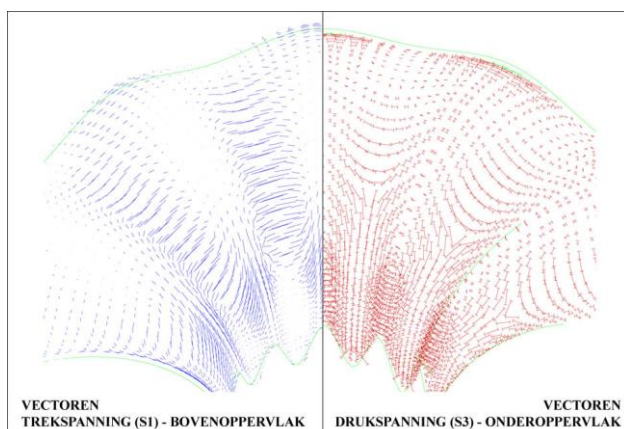 VECTOREN
TREKSPANNING (S1) - BOVENOPPERVLAK
VECTOREN
DRUKSPANNING (S3) - ONDEROPPERVLAK